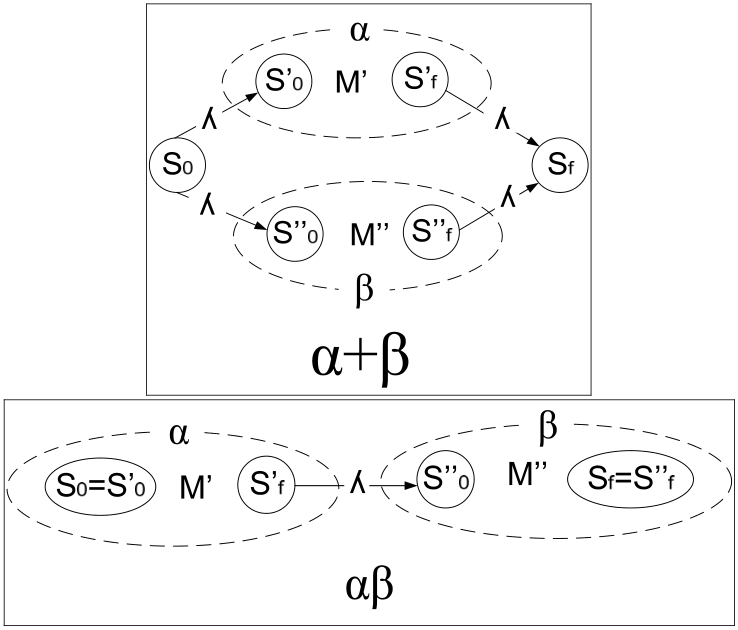 α
S'0 M' S'f
λ λ
S0 Sf
λ λ
S''0 M'' S''f
β
α+β
α β
S0=S'0 M' S'f λ S''0 M'' Sf=S''f
αβ